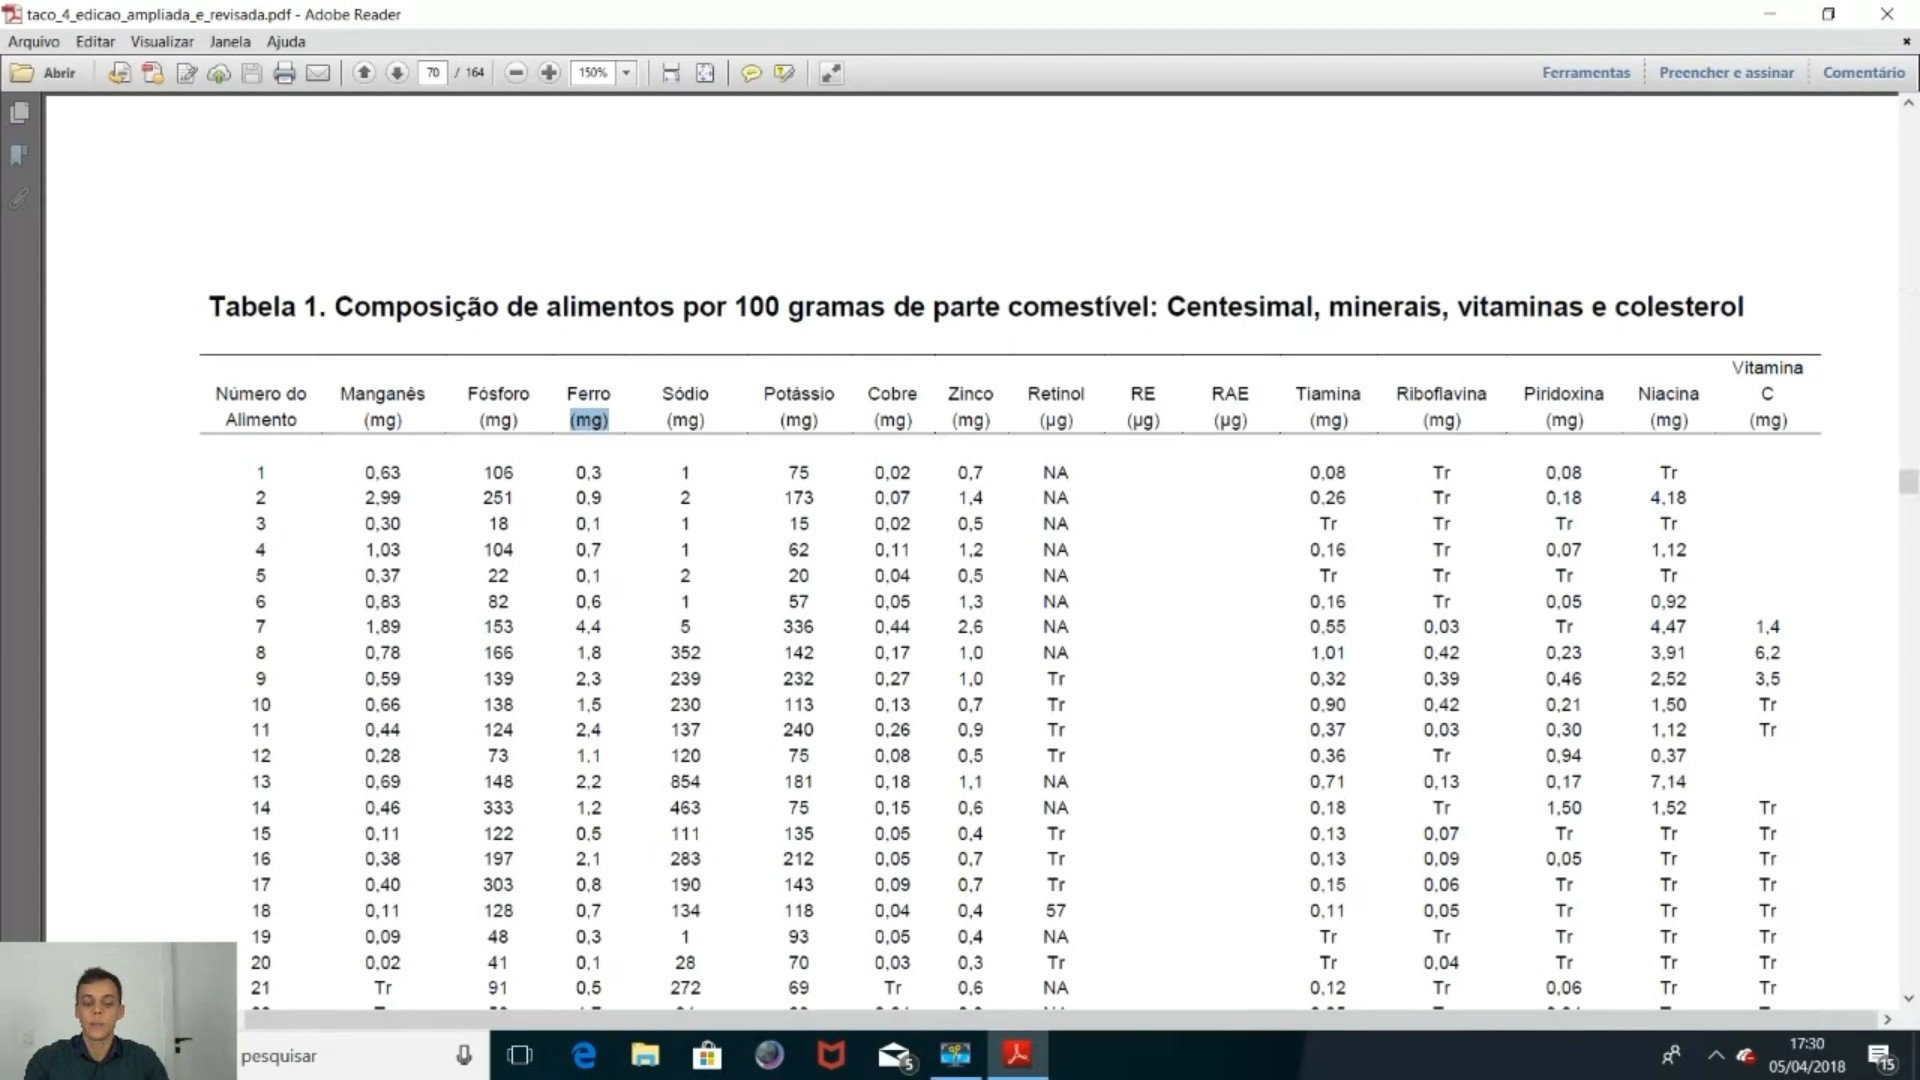 taco_4_edicao_ampliada_e_revisada.pdf - Adobe Reader
Arquivo Editar Visualizar Janela Ajuda
Abrir 70 / 164 150% Ferramentas Preencher e assinar Comentário
Tabela 1. Composição de alimentos por 100 gramas de parte comestível: Centesimal, minerais, vitaminas e colesterol
Vitamina
Número do Manganês Fósforo Ferro Sódio Potássio Cobre Zinco Retinol RE RAE Tiamina Riboflavina Piridoxina Niacina C
Alimento (mg) (mg) (mg) (mg) (mg) (mg) (mg) (µg) (µg) (µg) (mg) (mg) (mg) (mg) (mg)
1 0,63 106 0,3 1 75 0,02 0,7 NA 0,08 Tr 0,08 Tr
2 2,99 251 0,9 2 173 0,07 1,4 NA 0,26 Tr 0,18 4,18
3 0,30 18 0,1 1 15 0,02 0,5 NA Tr Tr Tr Tr
4 1,03 104 0,7 1 62 0,11 1,2 NA 0,16 Tr 0,07 1,12
5 0,37 22 0,1 2 20 0,04 0,5 NA Tr Tr Tr Tr
6 0,83 82 0,6 1 57 0,05 1,3 NA 0,16 Tr 0,05 0,92
7 1,89 153 4,4 5 336 0,44 2,6 NA 0,55 0,03 Tr 4,47 1,4
8 0,78 166 1,8 352 142 0,17 1,0 NA 1,01 0,42 0,23 3,91 6,2
9 0,59 139 2,3 239 232 0,27 1,0 Tr 0,32 0,39 0,46 2,52 3,5
10 0,66 138 1,5 230 113 0,13 0,7 Tr 0,90 0,42 0,21 1,50 Tr
11 0,44 124 2,4 137 240 0,26 0,9 Tr 0,37 0,03 0,30 1,12 Tr
12 0,28 73 1,1 120 75 0,08 0,5 Tr 0,36 Tr 0,94 0,37
13 0,69 148 2,2 854 181 0,18 1,1 NA 0,71 0,13 0,17 7,14
14 0,46 333 1,2 463 75 0,15 0,6 NA 0,18 Tr 1,50 1,52 Tr
15 0,11 122 0,5 111 135 0,05 0,4 Tr 0,13 0,07 Tr Tr Tr
16 0,38 197 2,1 283 212 0,05 0,7 Tr 0,13 0,09 0,05 Tr Tr
17 0,40 303 0,8 190 143 0,09 0,7 Tr 0,15 0,06 Tr Tr Tr
18 0,11 128 0,7 134 118 0,04 0,4 57 0,11 0,05 Tr Tr Tr
19 0,09 48 0,3 1 93 0,05 0,4 NA Tr Tr Tr Tr Tr
20 0,02 41 0,1 28 70 0,03 0,3 Tr Tr 0,04 Tr Tr Tr
21 Tr 91 0,5 272 69 Tr 0,6 NA 0,12 Tr 0,06 Tr Tr
pesquisar 5 17:30
05/04/2018 15